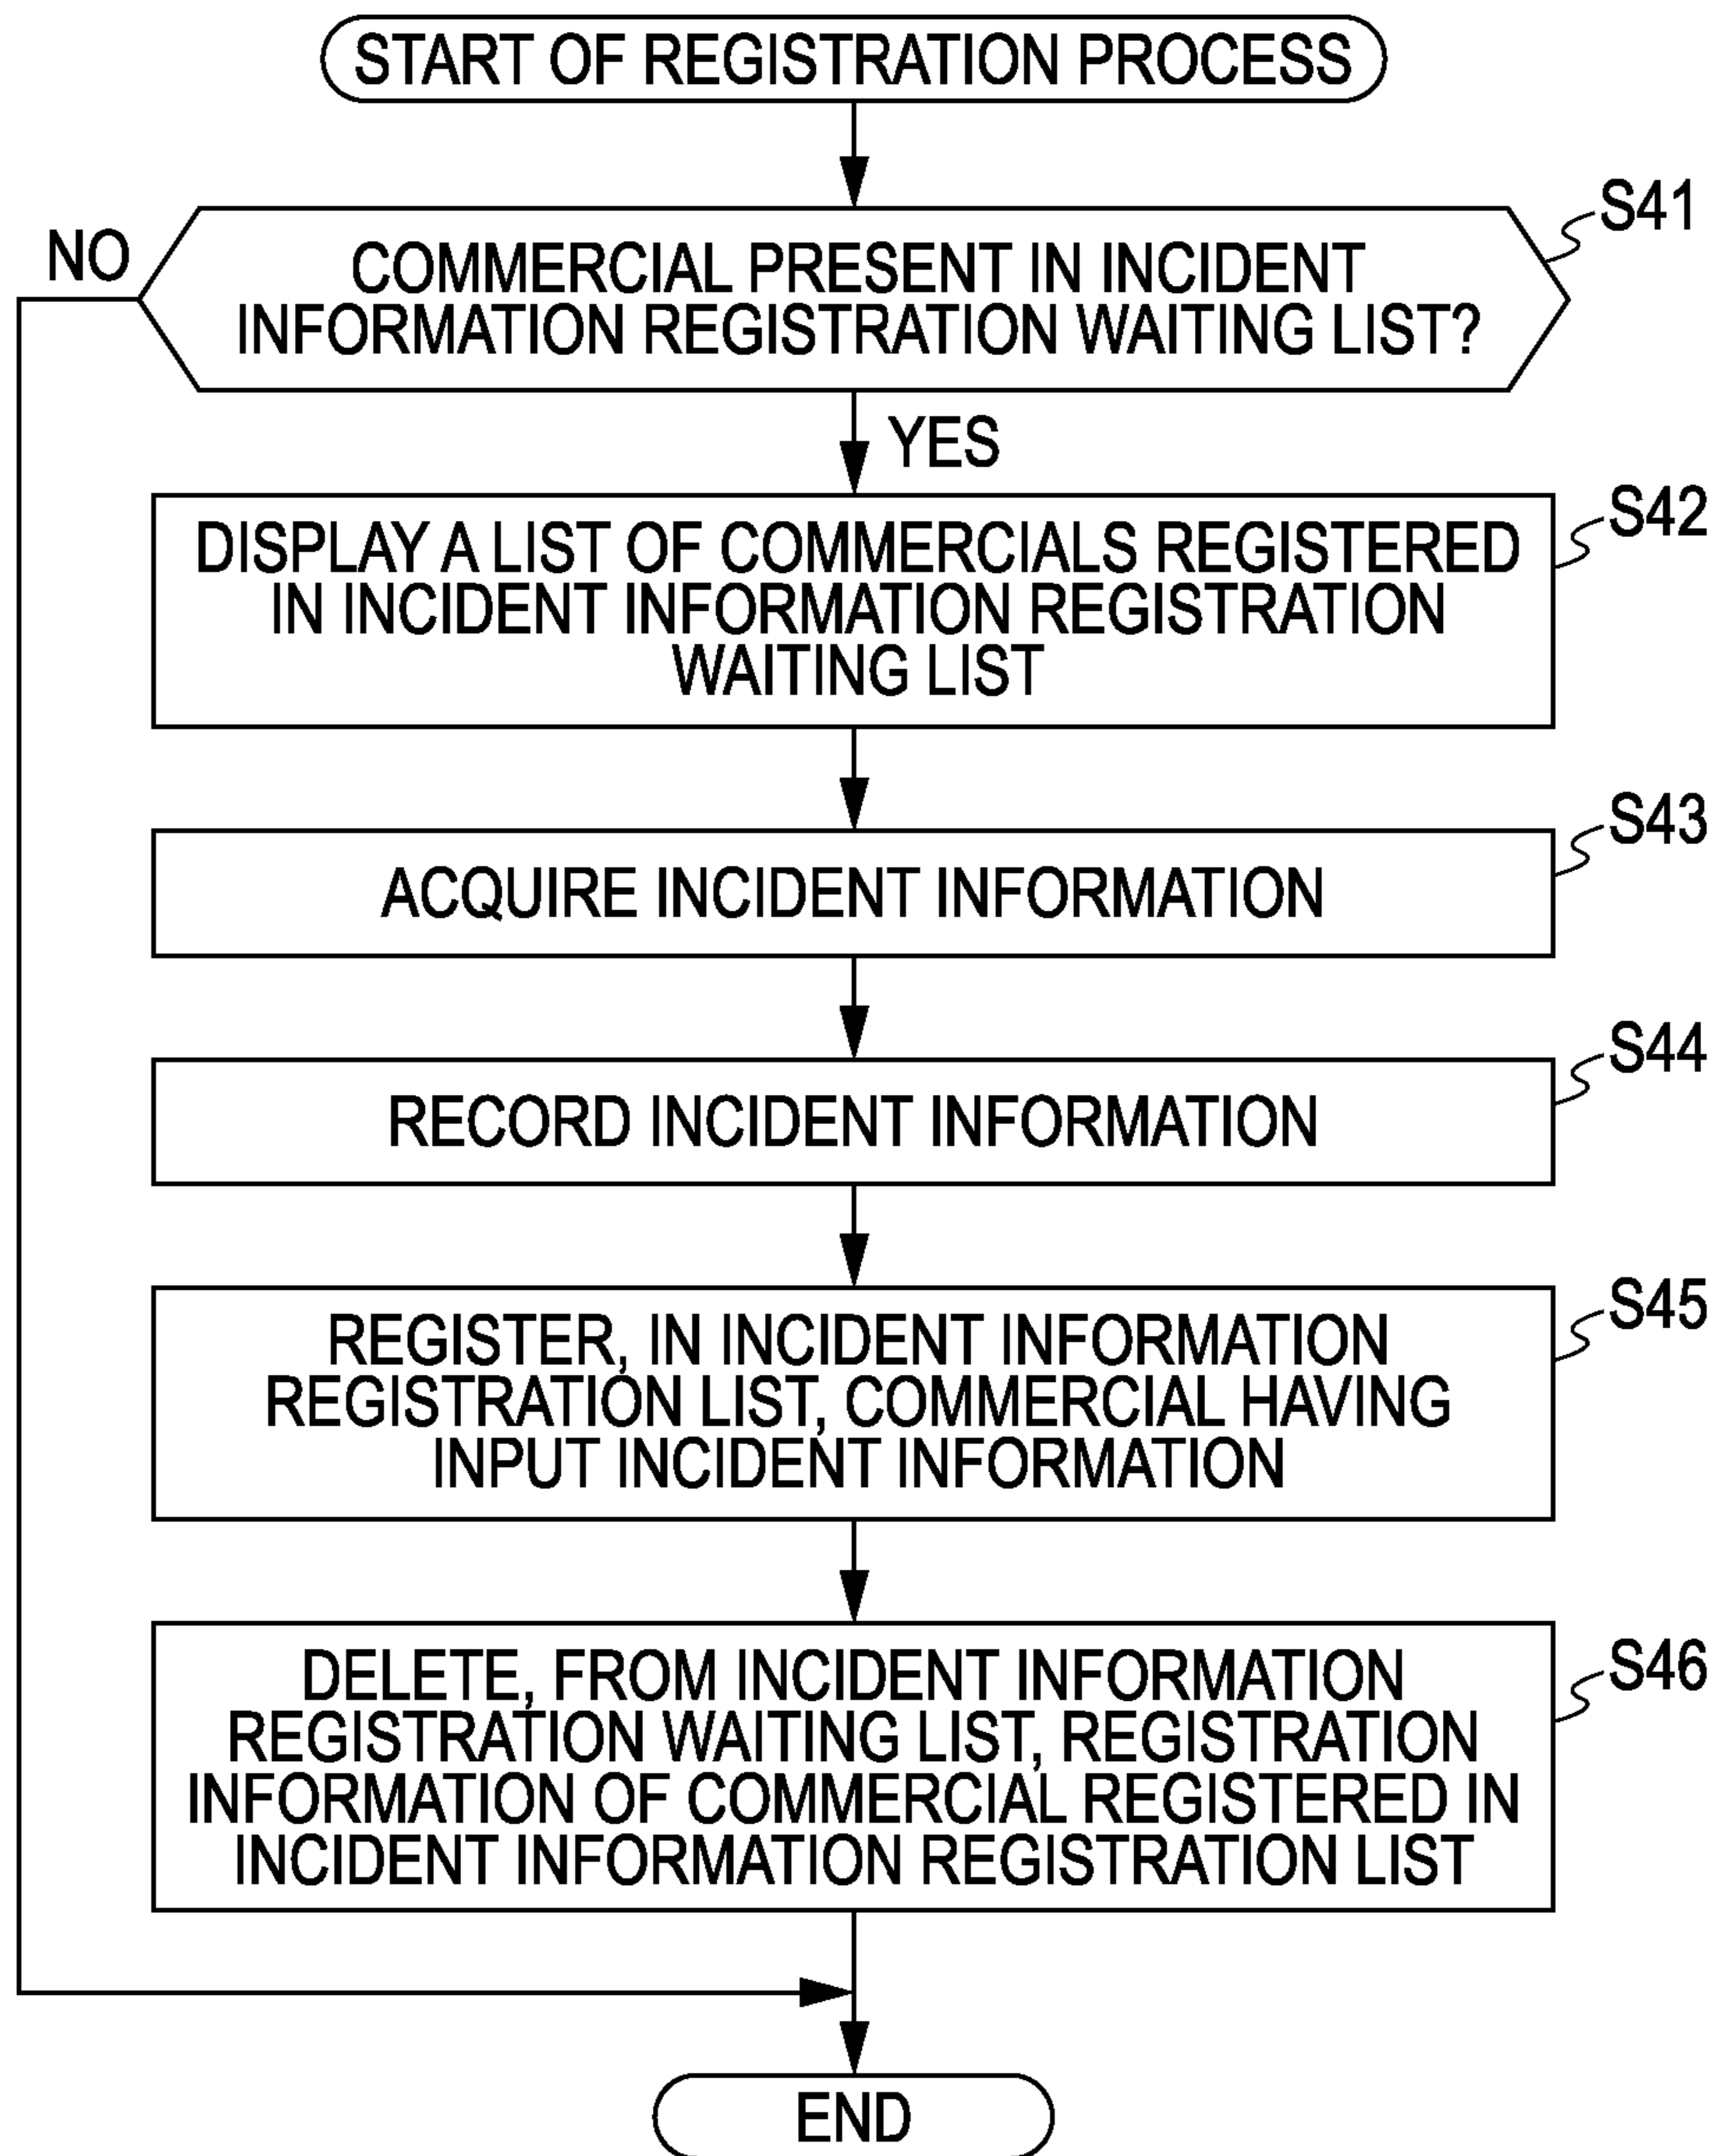 START OF REGISTRATION PROCESS
S41
NO
COMMERCIAL PRESENT IN INCIDENT
INFORMATION REGISTRATION WAITING LIST?
YES
S42
DISPLAY A LIST OF COMMERCIALS REGISTERED
IN INCIDENT INFORMATION REGISTRATION
WAITING LIST
S43
ACQUIRE INCIDENT INFORMATION
S44
RECORD INCIDENT INFORMATION
S45
REGISTER, IN INCIDENT INFORMATION
REGISTRATION LIST, COMMERCIAL HAVING
INPUT INCIDENT INFORMATION
S46
DELETE, FROM INCIDENT INFORMATION
REGISTRATION WAITING LIST, REGISTRATION
INFORMATION OF COMMERCIAL REGISTERED IN
INCIDENT INFORMATION REGISTRATION LIST
END